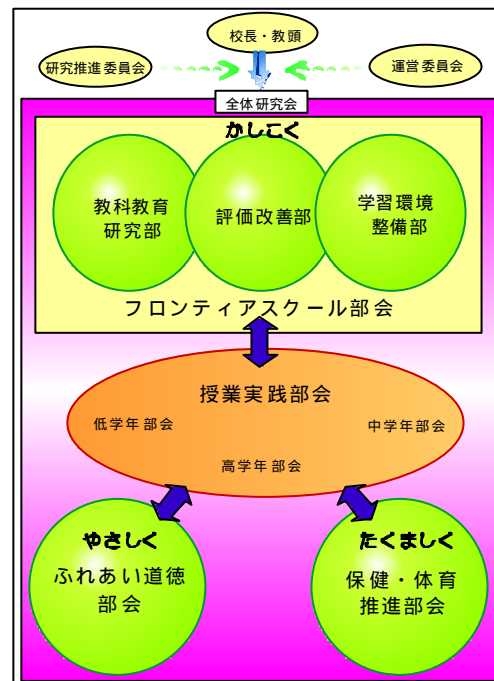 校長・教頭
研究推進委員会
運営委員会
全体研究会
かしこく
教科教育
研究部
評価改善部
学習環境
整備部
フロンティアスクール部会
授業実践部会
低学年部会
中学年部会
高学年部会
やさしく
ふれあい道徳
部会
たくましく
保健・体育
推進部会